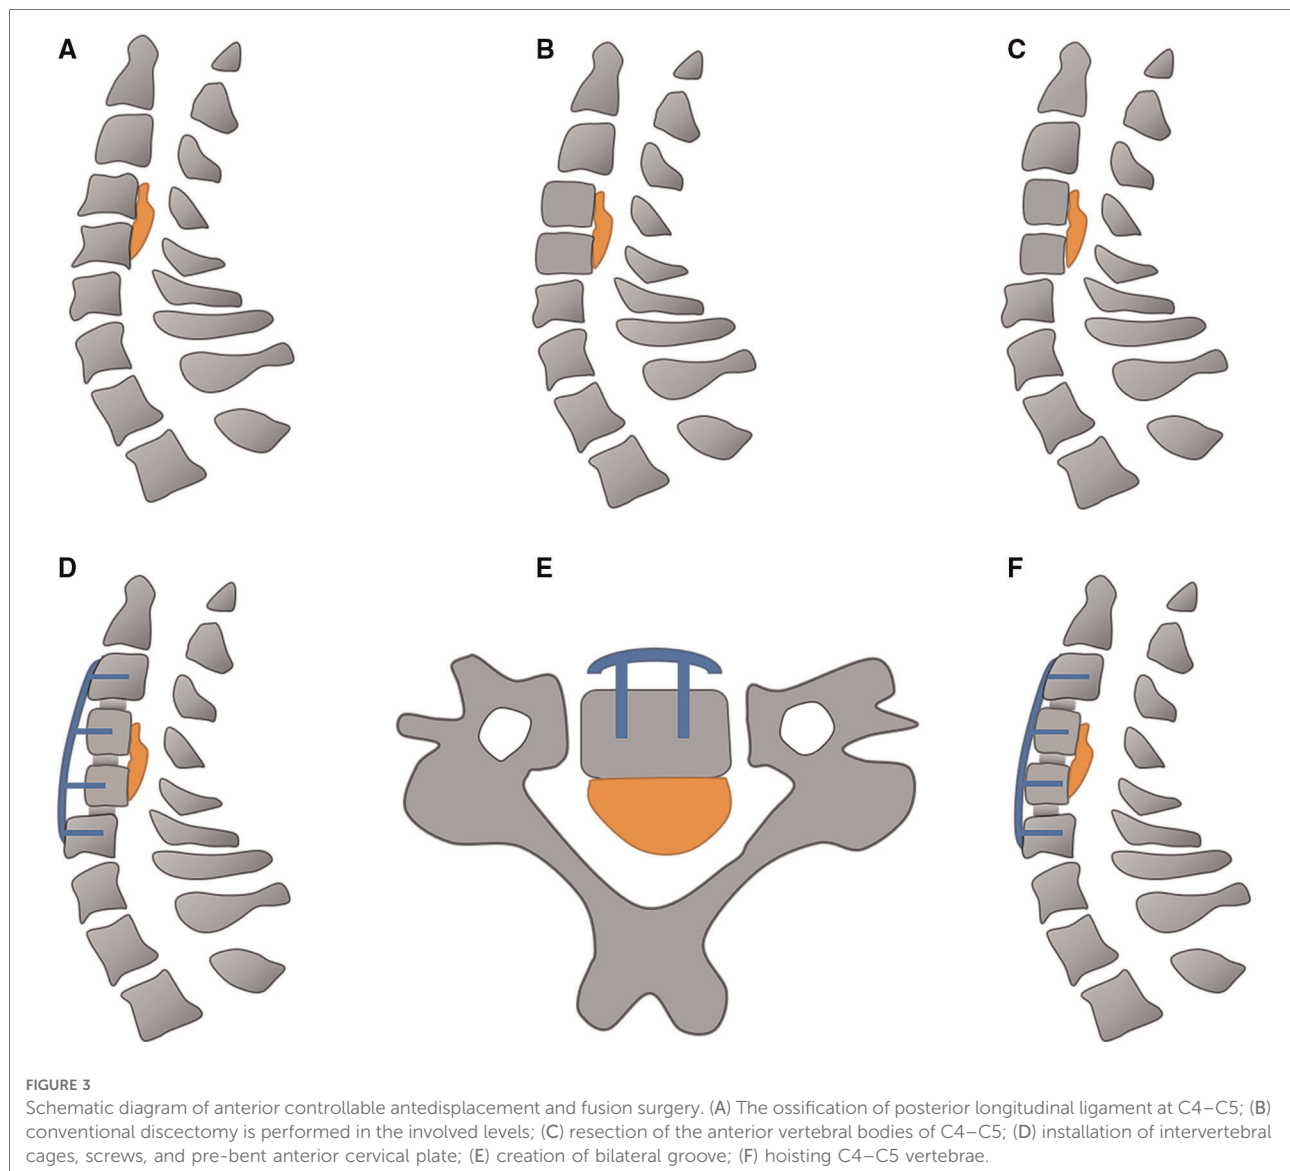 A
B
C
D
E
F
FIGURE 3
Schematic diagram of anterior controllable antedisplacement and fusion surgery. (A) The ossification of posterior longitudinal ligament at C4–C5; (B)
conventional discectomy is performed in the involved levels; (C) resection of the anterior vertebral bodies of C4–C5; (D) installation of intervertebral
cages, screws, and pre-bent anterior cervical plate; (E) creation of bilateral groove; (F) hoisting C4–C5 vertebrae.